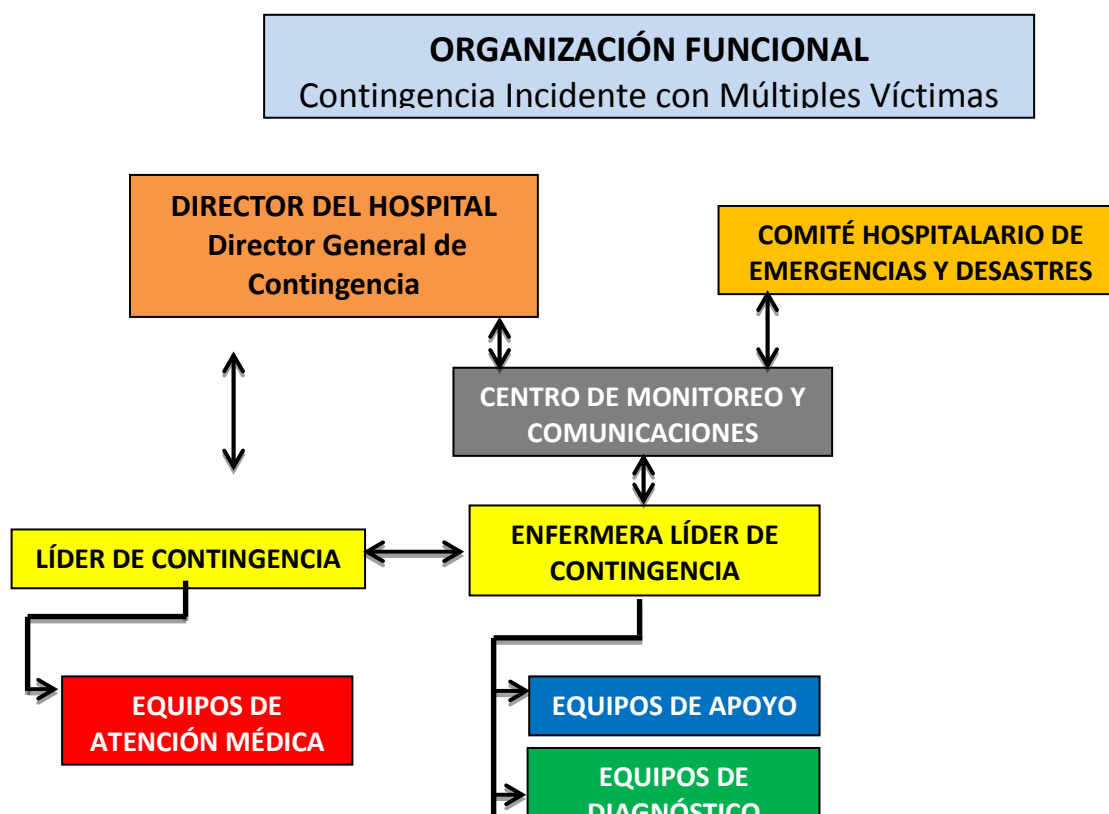 ORGANIZACIÓN FUNCIONAL
Contingencia Incidente con Múltiples Víctimas
DIRECTOR DEL HOSPITAL
Director General de
Contingencia
COMITÉ HOSPITALARIO DE
EMERGENCIAS Y DESASTRES
CENTRO DE MONITOREO Y
COMUNICACIONES
LÍDER DE CONTINGENCIA
ENFERMERA LÍDER DE
CONTINGENCIA
EQUIPOS DE
ATENCIÓN MÉDICA
EQUIPOS DE APOYO
EQUIPOS DE
DIAGNÓSTICO